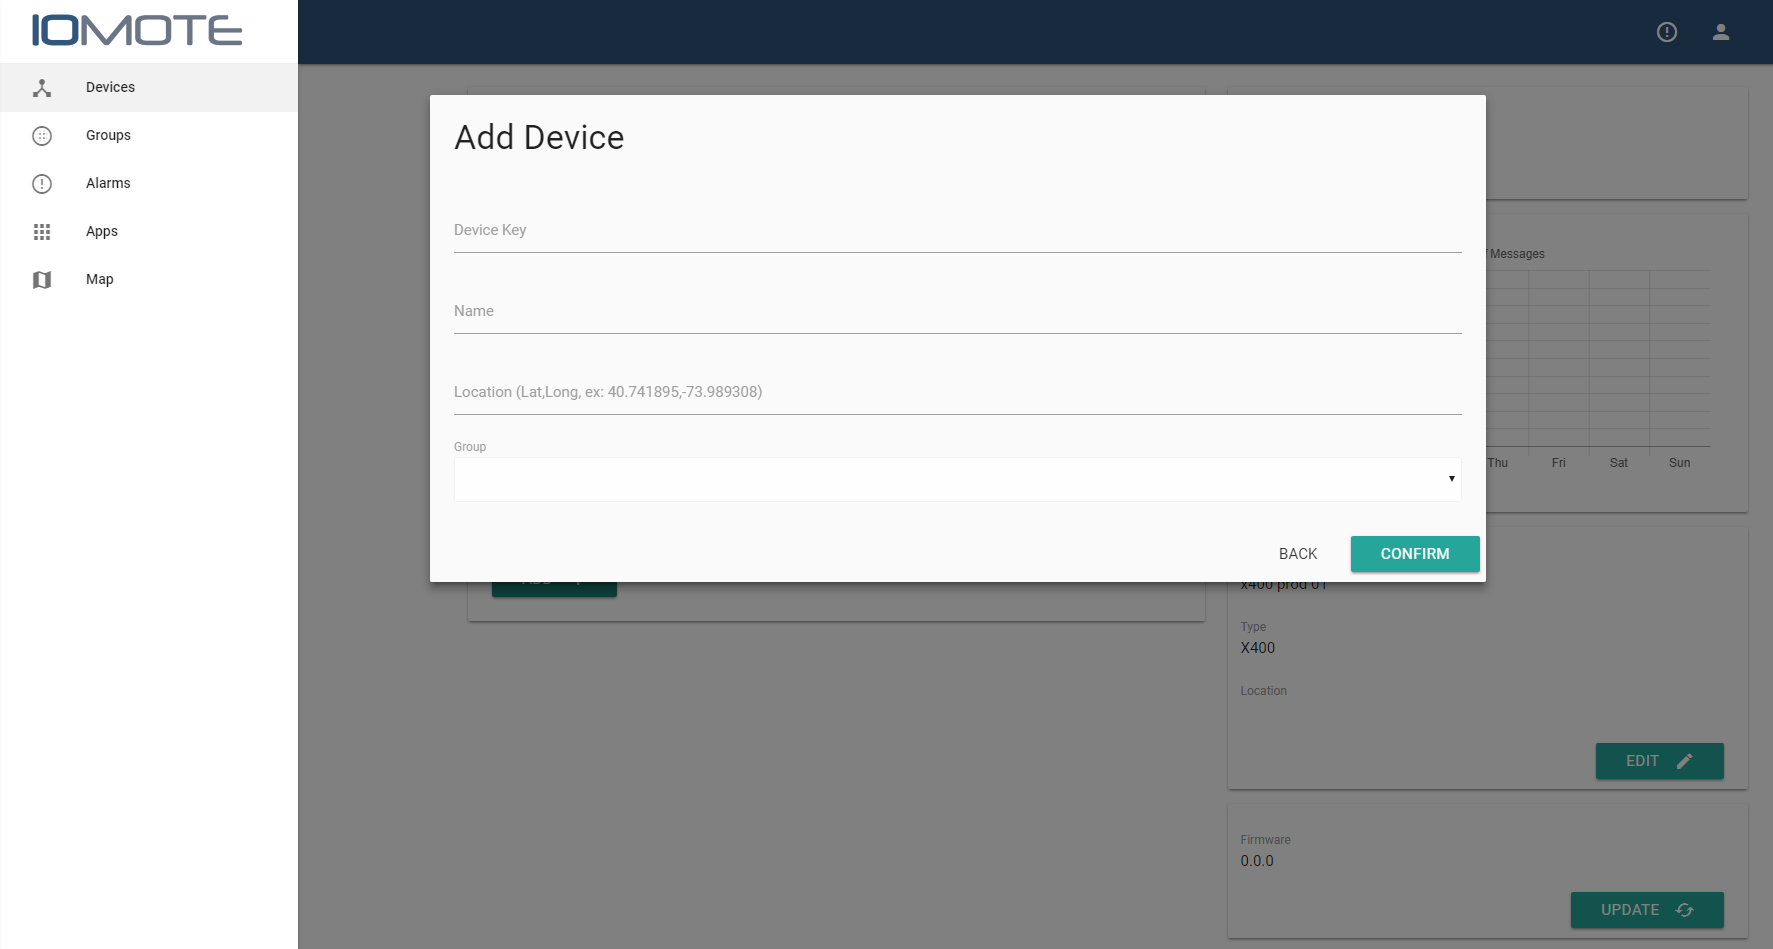 IOMOTE
Devices
Groups
Alarms
Apps
Map
Add Device
Device Key
Name
Location (Lat,Long, ex: 40.741895,-73.989308)
Group
BACK
CONFIRM
Messages
Thu Fri Sat Sun
x400 prod 01
Type
X400
Location
EDIT
Firmware
0.0.0
UPDATE